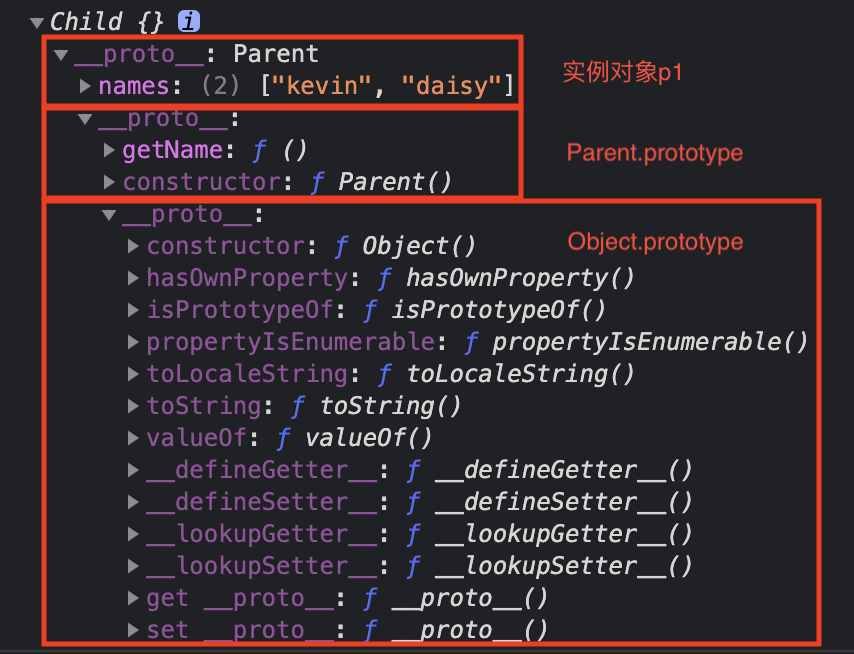 ▼Child {} i
▼__proto__: Parent
▶names: (2) ["kevin", "daisy"]
实例对象p1
▼__proto__:
▶getName: ƒ ()
Parent.prototype
▶constructor: ƒ Parent()
▼__proto__:
▶constructor: ƒ Object()
Object.prototype
▶hasOwnProperty: ƒ hasOwnProperty()
▶isPrototypeOf: ƒ isPrototypeOf()
▶propertyIsEnumerable: ƒ propertyIsEnumerable()
▶toLocaleString: ƒ toLocaleString()
▶toString: ƒ toString()
▶valueOf: ƒ valueOf()
▶__defineGetter__: ƒ __defineGetter__()
▶__defineSetter__: ƒ __defineSetter__()
▶__lookupGetter__: ƒ __lookupGetter__()
▶__lookupSetter__: ƒ __lookupSetter__()
▶get __proto__: ƒ __proto__()
▶set __proto__: ƒ __proto__()